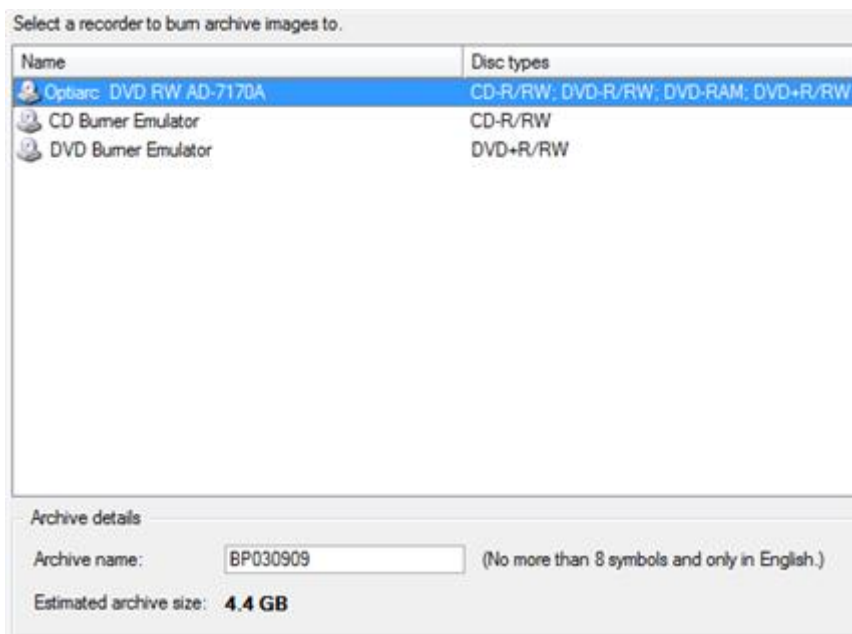 Select a recorder to burn archive images to.
Name Disc types
Optiarc DVD RW AD-7170A CD-R/RW; DVD-R/RW; DVD-RAM; DVD+R/RW
CD Burner Emulator CD-R/RW
DVD Burner Emulator DVD+R/RW
Archive details
Archive name: BP030909 (No more than 8 symbols and only in English.)
Estimated archive size: 4.4 GB